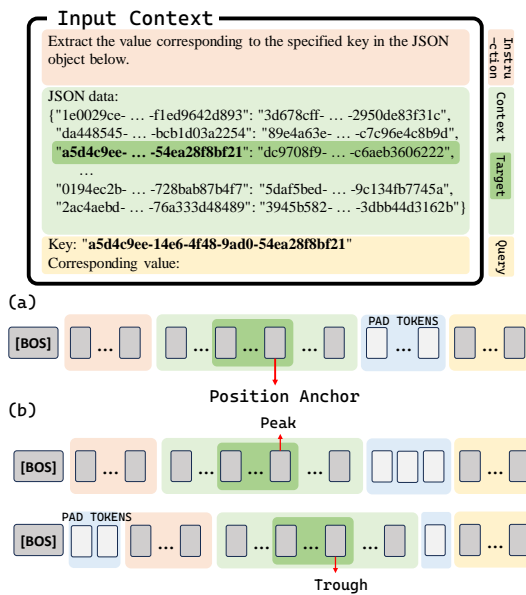 Input Context
Extract the value corresponding to the specified key in the JSON
object below.
Instru
-ction
JSON data:
{"1e0029ce- … -f1ed9642d893": "3d678cff- … -2950de83f31c",
"da448545- … -bcb1d03a2254": "89e4a63e- … -c7c96e4c8b9d",
"a5d4c9ee- … -54ea28f8bf21": "dc9708f9- … -c6aeb3606222",
…
"0194ec2b- … -728bab87b4f7": "5daf5bed- … -9c134fb7745a",
"2ac4aebd- … -76a333d48489": "3945b582- … -3dbb44d3162b"}
Context
Target
Key: "a5d4c9ee-14e6-4f48-9ad0-54ea28f8bf21"
Corresponding value:
Query
(a)
PAD TOKENS
[BOS] … … … … …
Position Anchor
(b)
Peak
[BOS] … … … … …
PAD TOKENS
[BOS] … … … … …
Trough